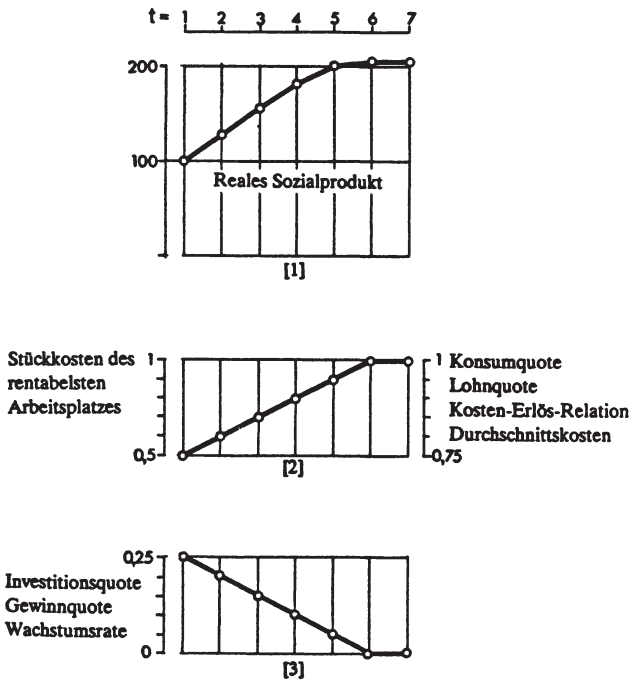 t = 1 2 3 4 5 6 7
200
100
Reales Sozialprodukt
[1]
Stückkosten des
rentabelsten
Arbeitsplatzes
1
0,5
1 Konsumquote
Lohnquote
Kosten-Erlös-Relation
Durchschnittskosten
0,75
[2]
0,25
Investitionsquote
Gewinnquote
Wachstumsrate
0
[3]